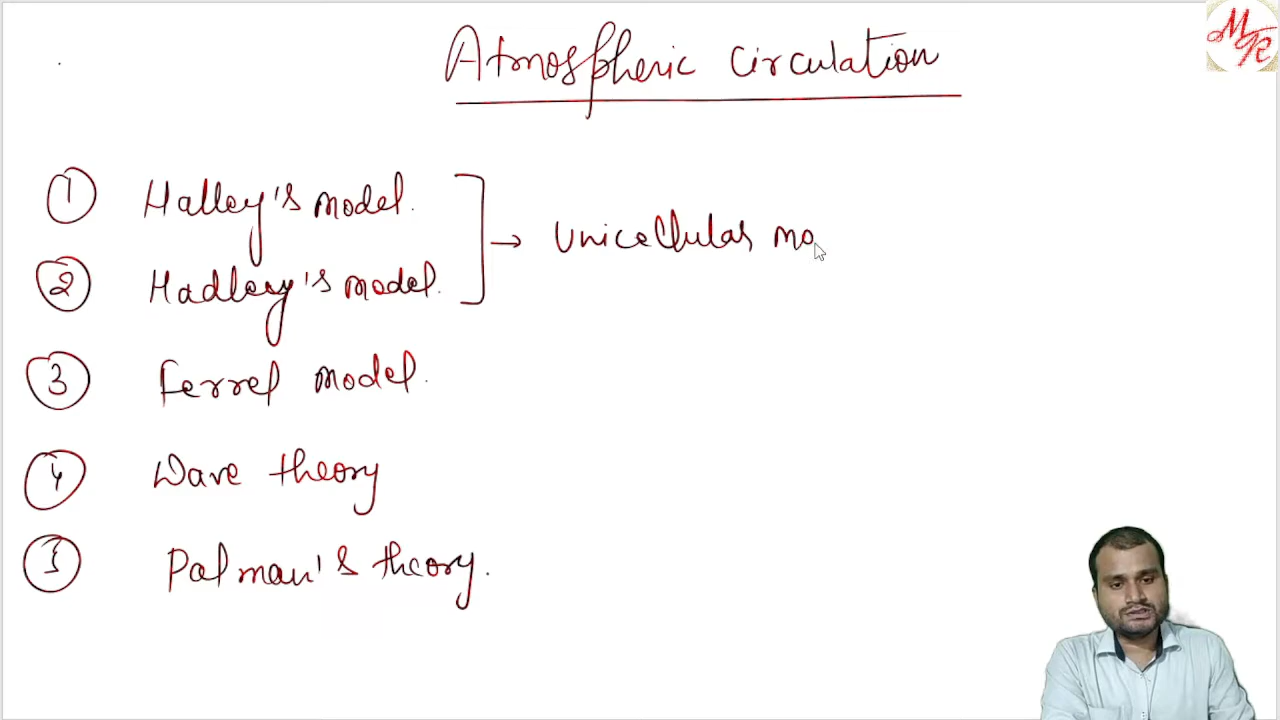 Atmospheric circulation
MR
1 Halley's model.
2 Hadley's model.
→ Unicellular mo
3 Ferrel model.
4 Wave theory
5 Palman's theory.